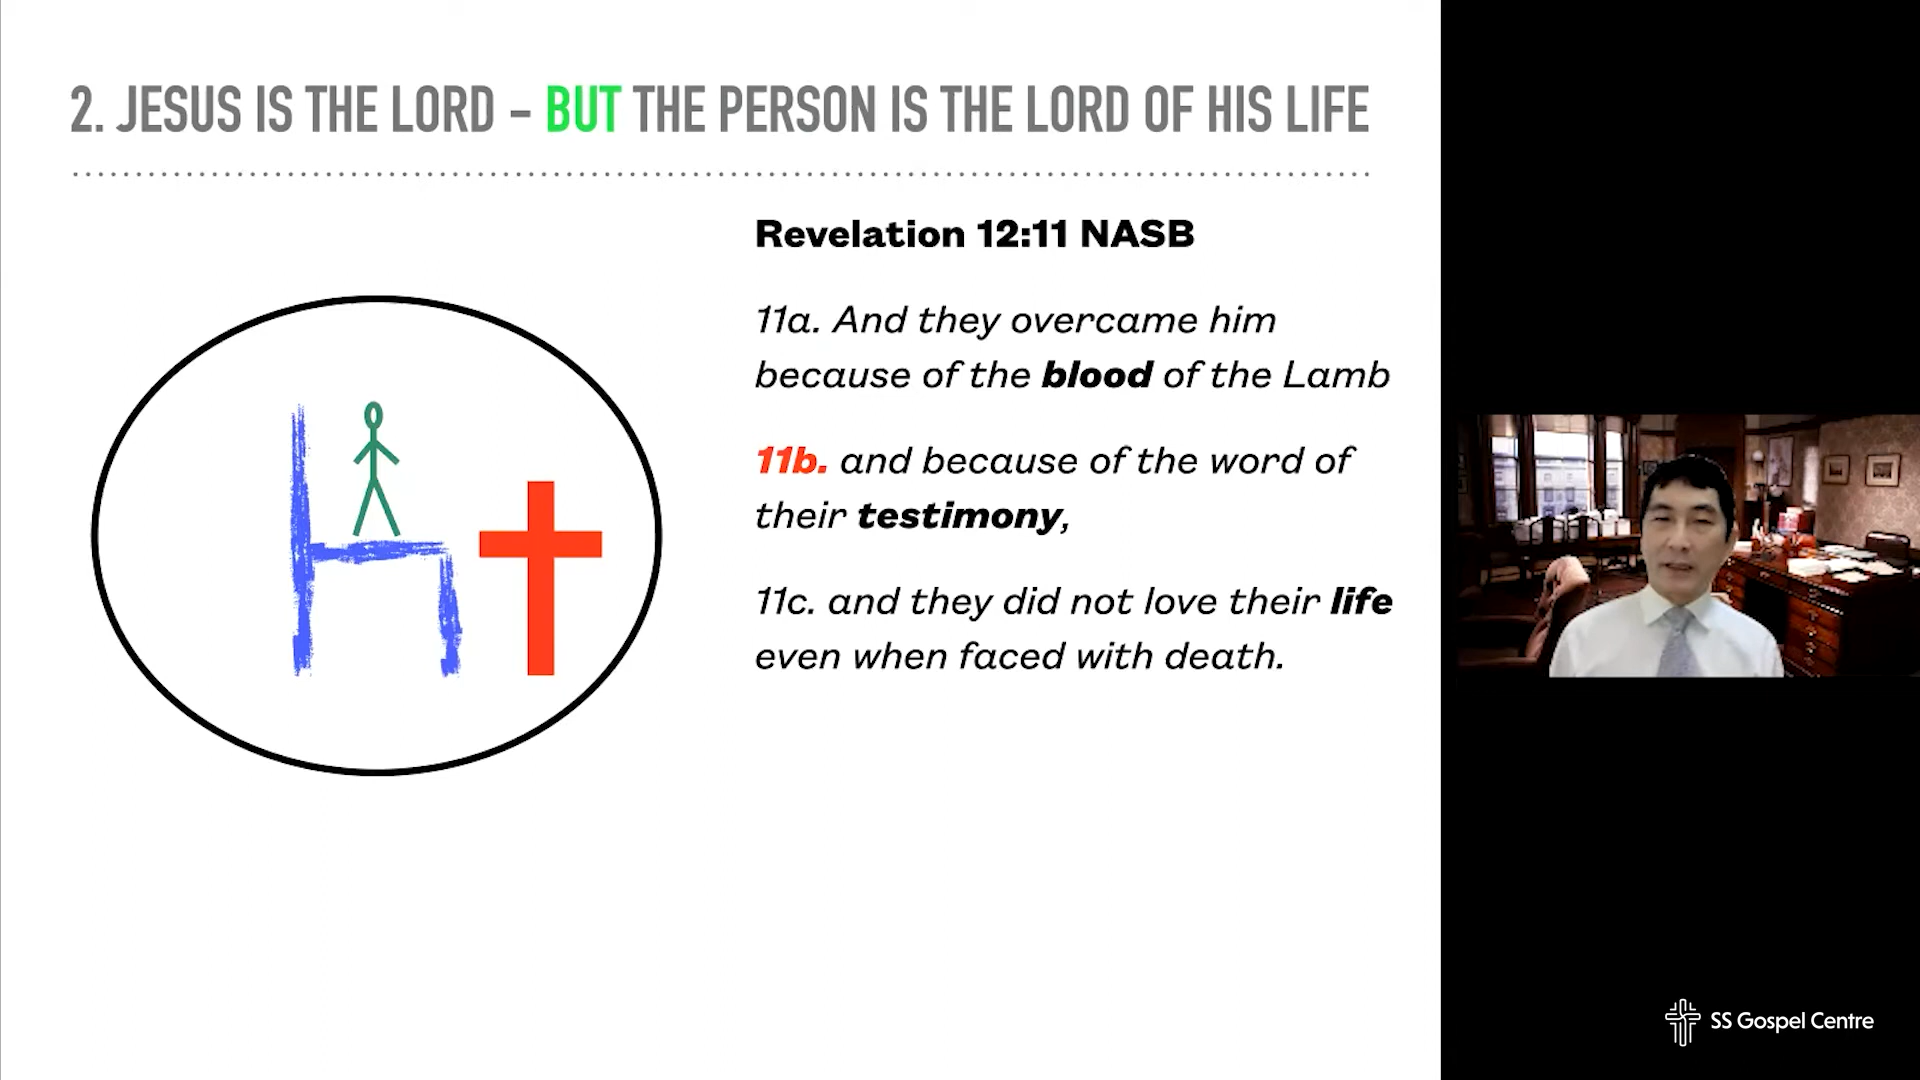 2. JESUS IS THE LORD – BUT THE PERSON IS THE LORD OF HIS LIFE
Revelation 12:11 NASB
11a. And they overcame him
because of the blood of the Lamb
11b. and because of the word of
their testimony,
11c. and they did not love their life
even when faced with death.
SS Gospel Centre